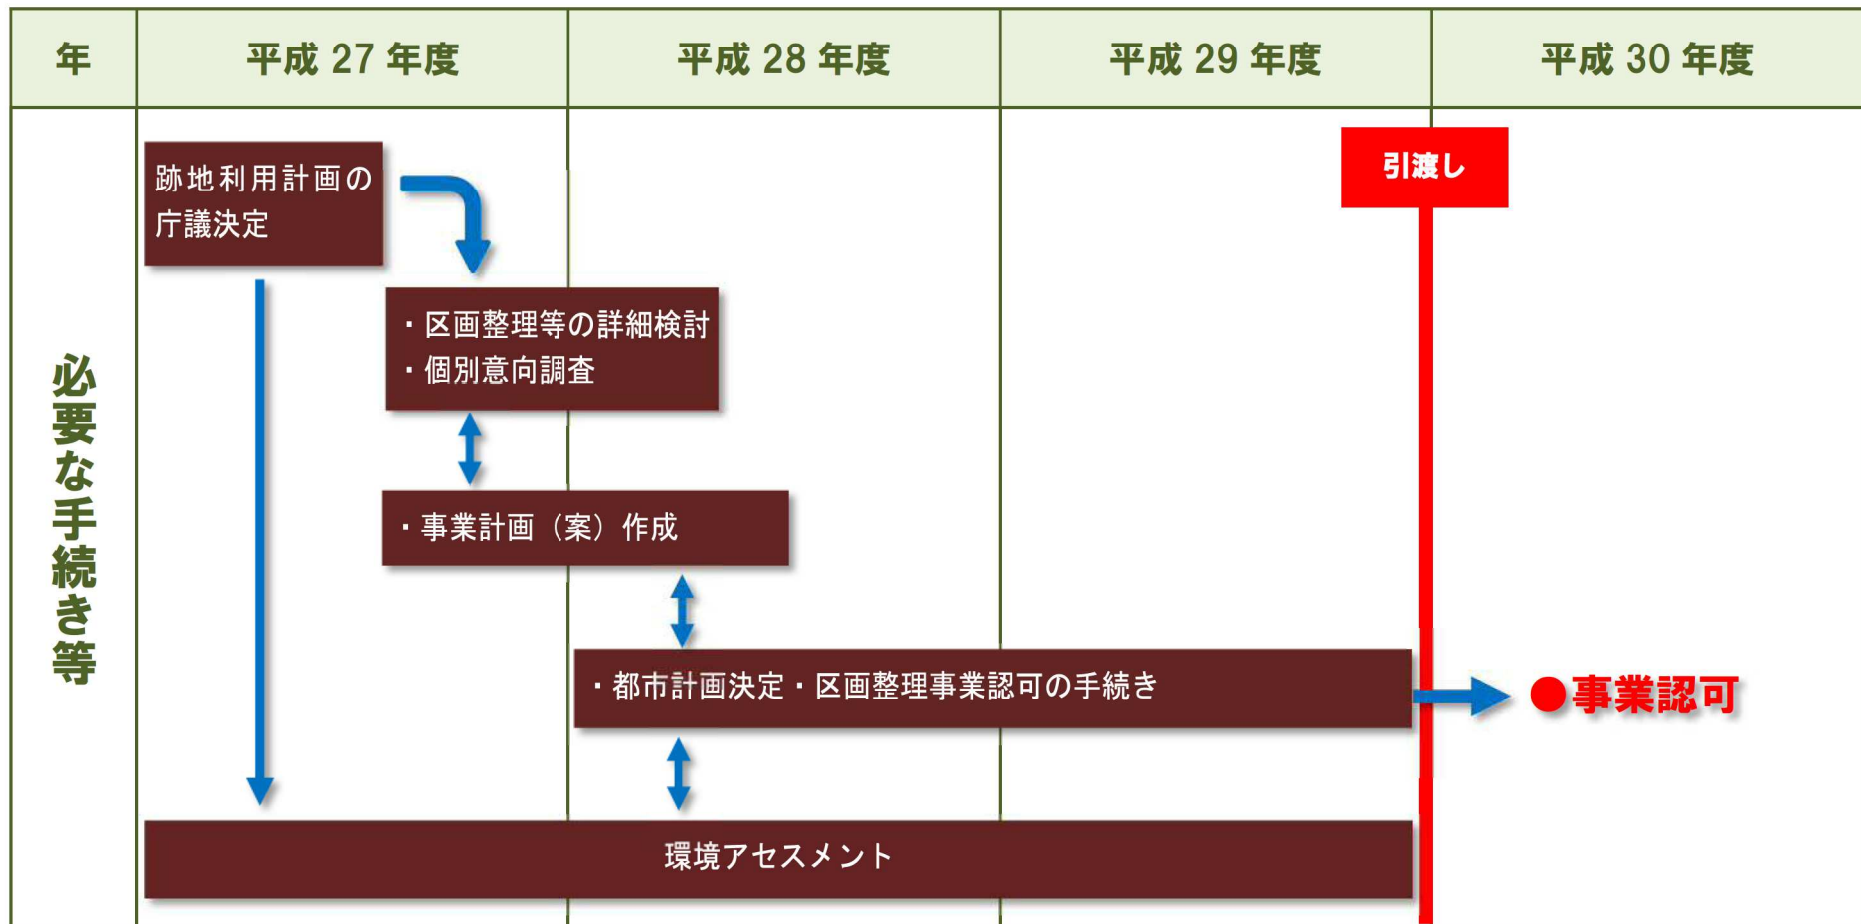 年
平成 27 年度
平成 28 年度
平成 29 年度
平成 30 年度
必要な手続き等
跡地利用計画の
庁議決定
引渡し
・区画整理等の詳細検討
・個別意向調査
・事業計画（案）作成
・都市計画決定・区画整理事業認可の手続き
●事業認可
環境アセスメント